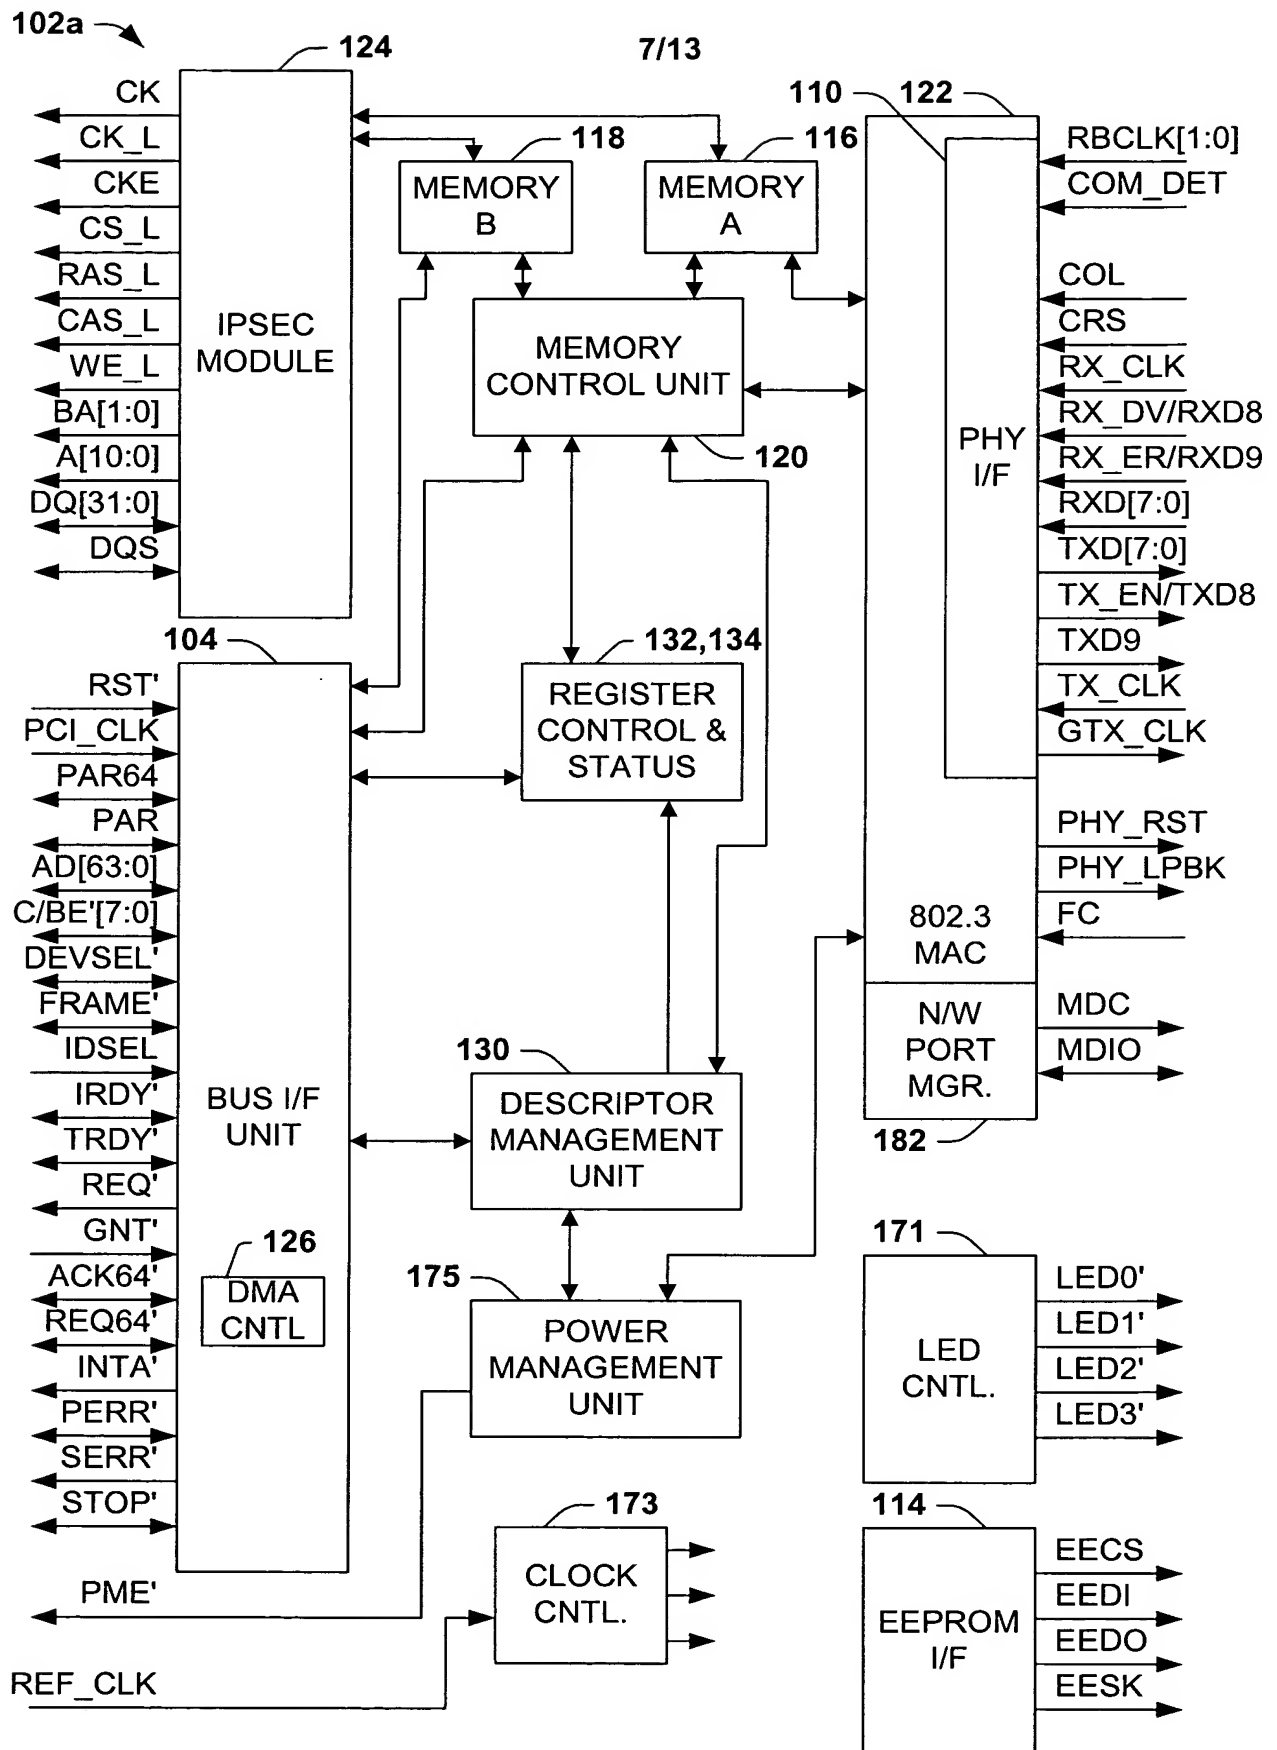 102a
7/13
124
CK
CK_L
CKE
CS_L
RAS_L
CAS_L
WE_L
BA[1:0]
A[10:0]
DQ[31:0]
DQS
IPSEC
MODULE
118
MEMORY
B
116
MEMORY
A
MEMORY
CONTROL UNIT
120
110
122
PHY
I/F
802.3
MAC
N/W
PORT
MGR.
182
RBCLK[1:0]
COM_DET
COL
CRS
RX_CLK
RX_DV/RXD8
RX_ER/RXD9
RXD[7:0]
TXD[7:0]
TX_EN/TXD8
TXD9
TX_CLK
GTX_CLK
PHY_RST
PHY_LPBK
FC
MDC
MDIO
104
RST'
PCI_CLK
PAR64
PAR
AD[63:0]
C/BE'[7:0]
DEVSEL'
FRAME'
IDSEL
IRDY'
TRDY'
REQ'
GNT'
ACK64'
REQ64'
INTA'
PERR'
SERR'
STOP'
PME'
REF_CLK
BUS I/F
UNIT
126
DMA
CNTL
132,134
REGISTER
CONTROL &
STATUS
130
DESCRIPTOR
MANAGEMENT
UNIT
175
POWER
MANAGEMENT
UNIT
173
CLOCK
CNTL.
171
LED
CNTL.
LED0'
LED1'
LED2'
LED3'
114
EEPROM
I/F
EECS
EEDI
EEDO
EESK